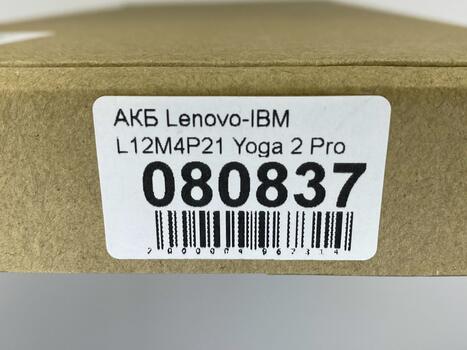 АКБ Lenovo-IBM
L12M4P21 Yoga 2 Pro
080837